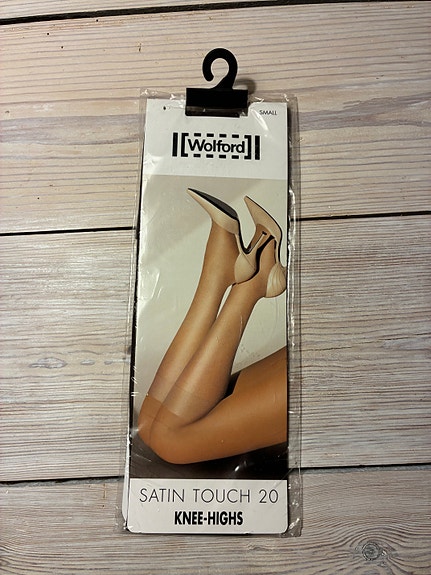 SMALL
Wolford
SATIN TOUCH 20
KNEE-HIGHS